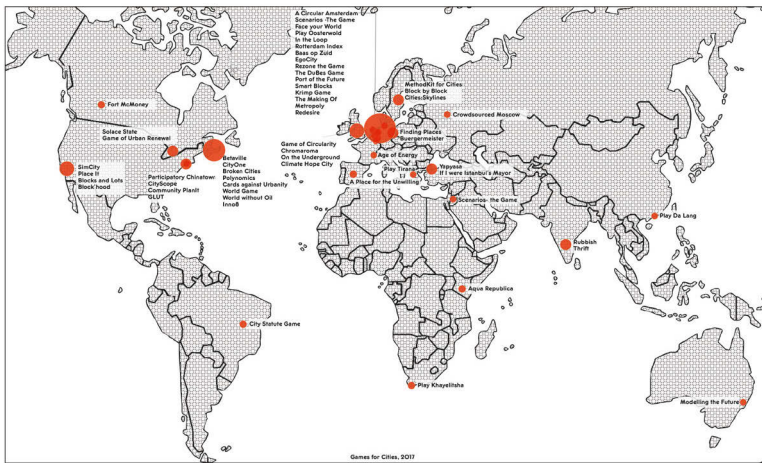 A Circular Amsterdam
Scenarios -The Game
Face your World
Play Oosterwold
In the Loop
Rotterdam Index
Baas op Zuid
EgoCity
Rezone the Game
The DuBes Game
Port of the Future
Smart Blocks
Krimp Game
The Making Of
Metropoly
Redesire
MethodKit for Cities
Block by Block
Cities:Skylines
Fort McMoney
Crowdsourced Moscow
Solace State
Game of Urban Renewal
Finding Places
Buergermeister
Game of Circularity
Chromaroma
On the Underground
Climate Hope City
Age of Energy
SimCity
Place It
Blocks and Lots
Block'hood
Participatory Chinatown
CityScope
Community PlanIt
GLUT
Betaville
CityOne
Broken Cities
Polynomics
Cards against Urbanity
World Game
World without Oil
Inno8
Play Tirana
Yapyasa
If I were Istanbul's Mayor
A Place for the Unwilling
Scenarios- the Game
Play Da Lang
Rubbish
Thrift
Aqua Republica
City Statute Game
Play Khayelitsha
Modelling the Future
Games for Cities, 2017